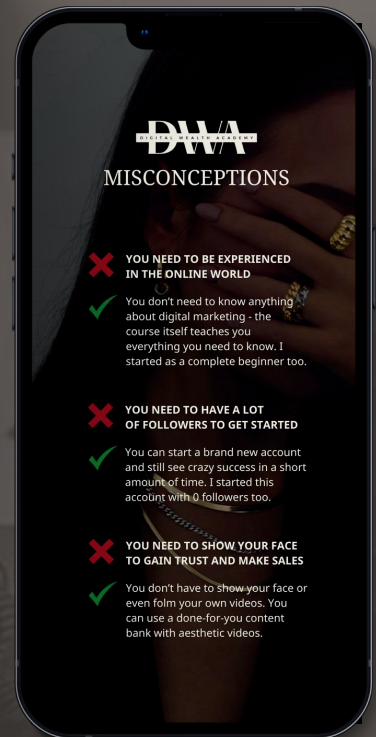 DWA
DIGITAL WEALTH ACADEMY
MISCONCEPTIONS
YOU NEED TO BE EXPERIENCED
IN THE ONLINE WORLD
You don't need to know anything
about digital marketing - the
course itself teaches you
everything you need to know. I
started as a complete beginner too.
YOU NEED TO HAVE A LOT
OF FOLLOWERS TO GET STARTED
You can start a brand new account
and still see crazy success in a short
amount of time. I started this
account with 0 followers too.
YOU NEED TO SHOW YOUR FACE
TO GAIN TRUST AND MAKE SALES
You don't have to show your face or
even folm your own videos. You
can use a done-for-you content
bank with aesthetic videos.